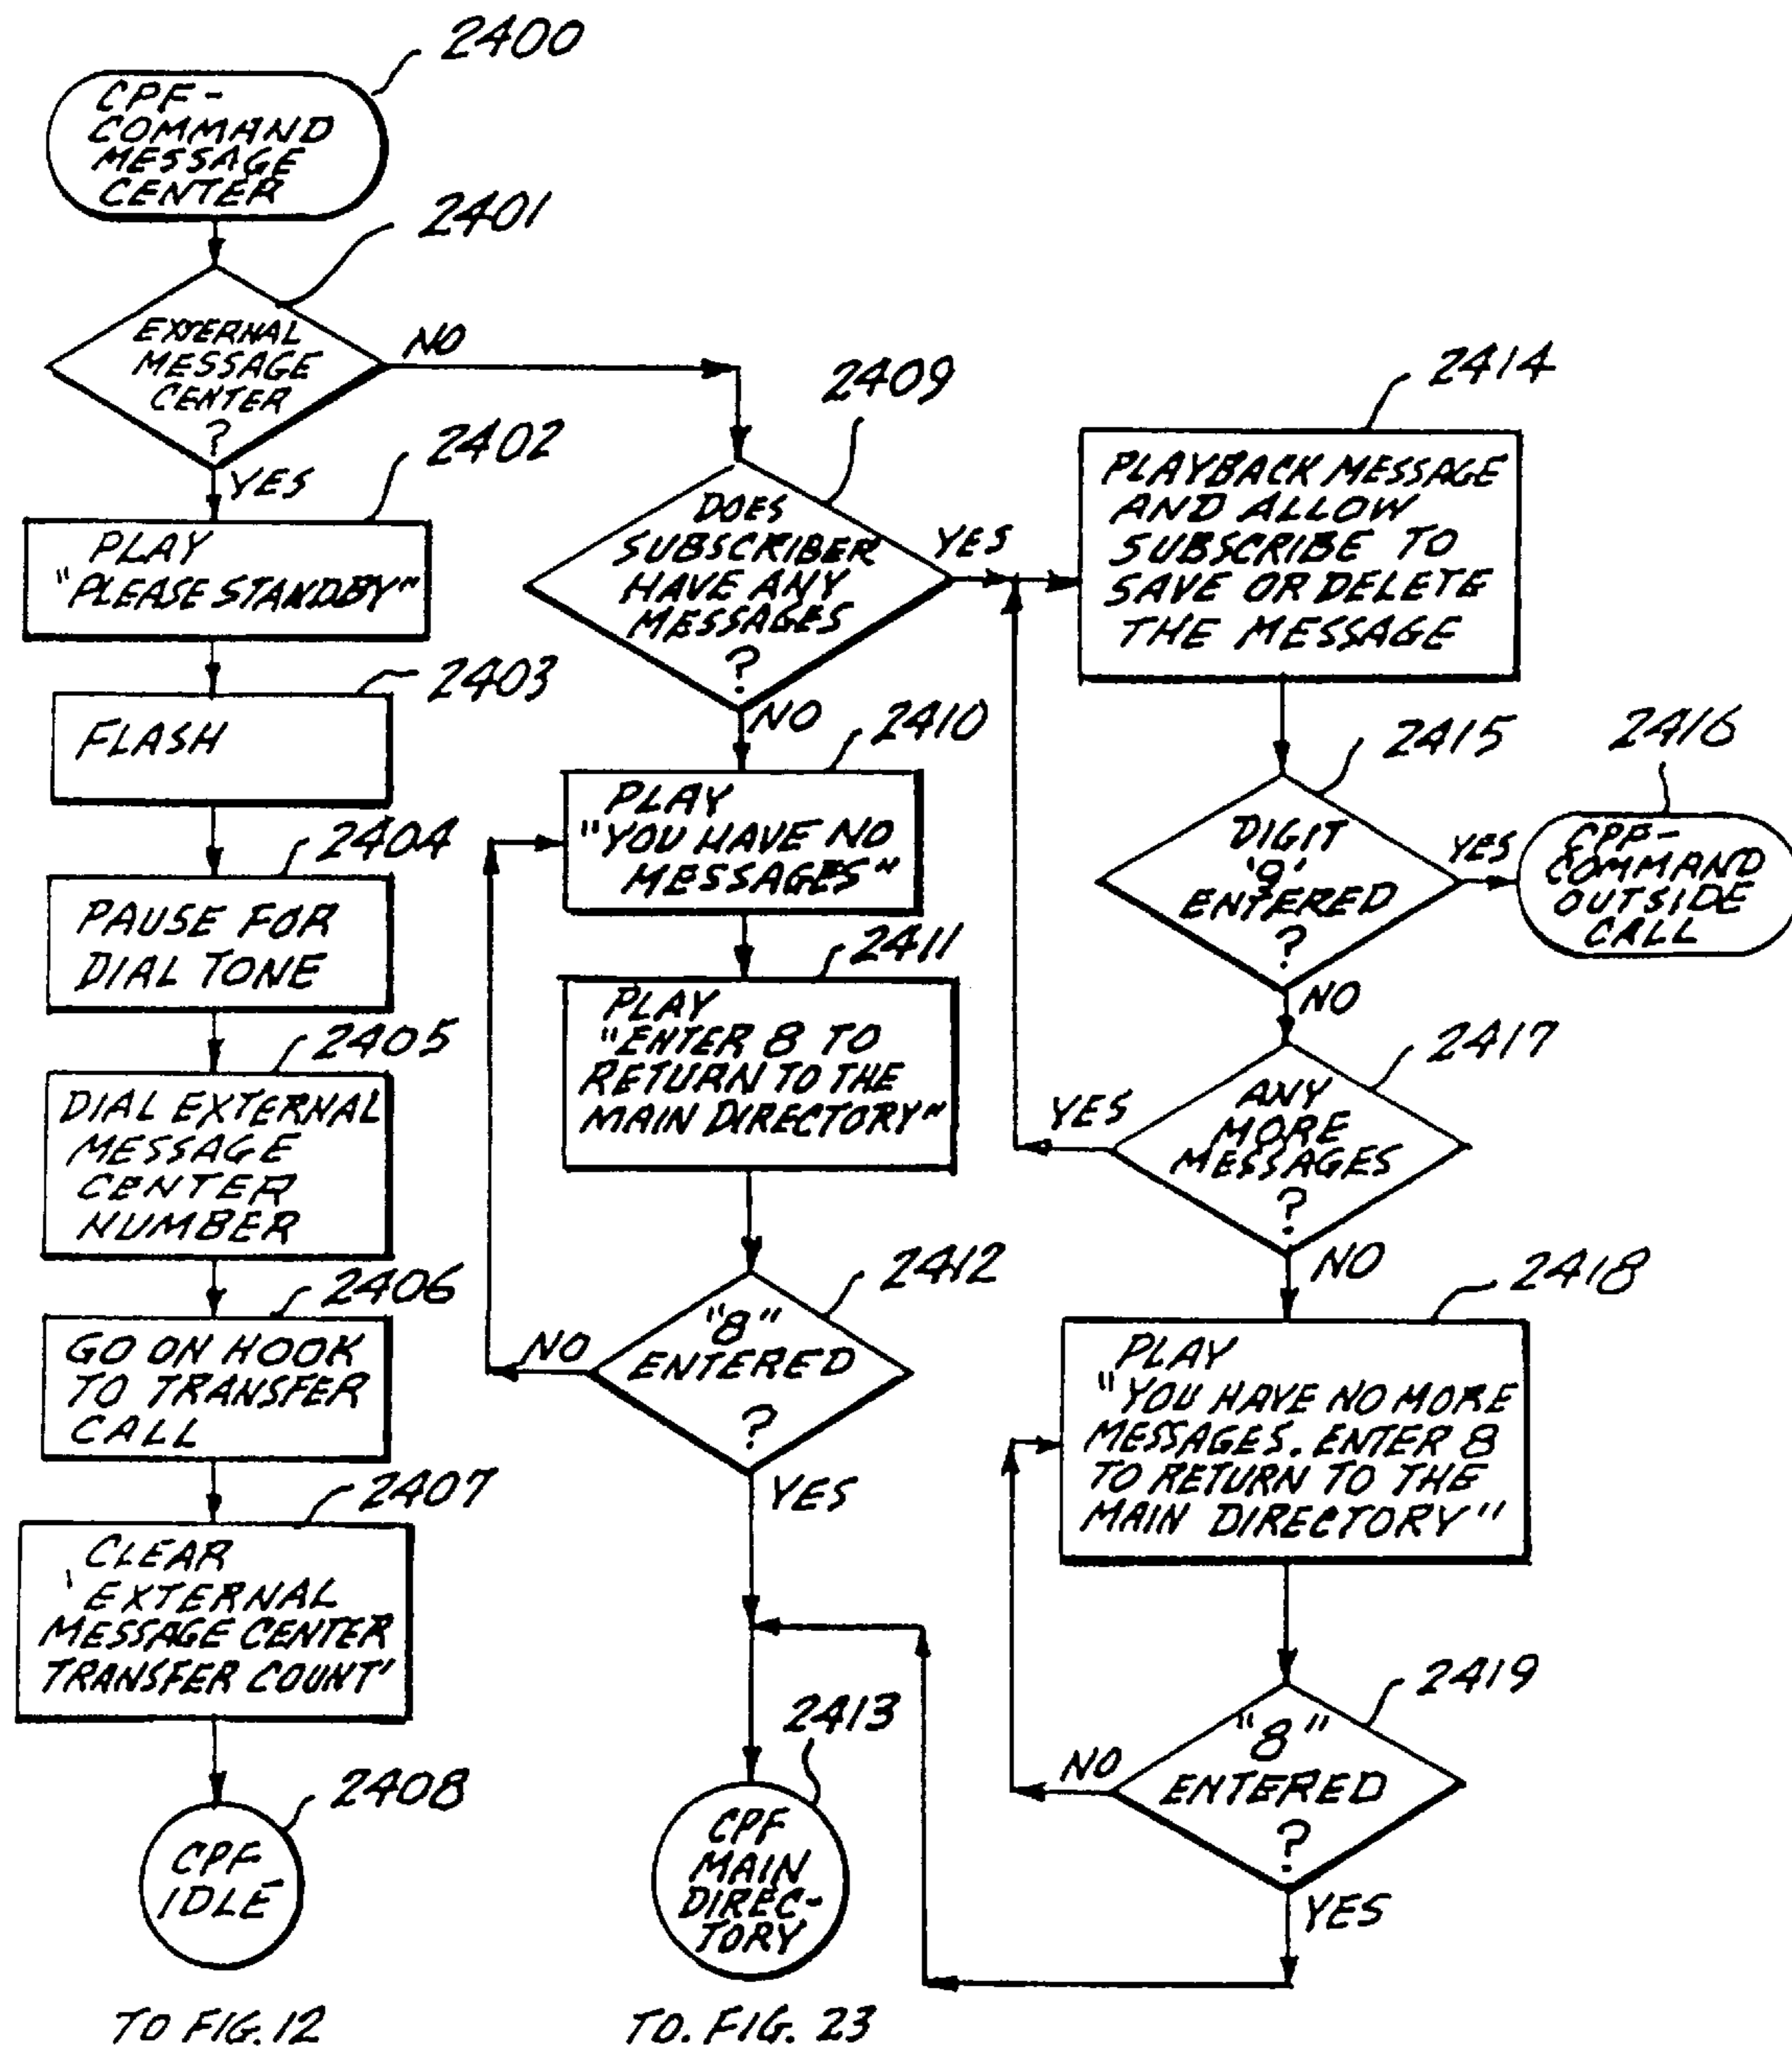 2400
CPF-
COMMAND
MESSAGE
CENTER
2401
EXTERNAL
MESSAGE
CENTER
?
NO
YES
2402
PLAY
"PLEASE STANDBY"
2403
FLASH
2404
PAUSE FOR
DIAL TONE
2405
DIAL EXTERNAL
MESSAGE
CENTER
NUMBER
2406
GO ON HOOK
TO TRANSFER
CALL
2407
CLEAR
'EXTERNAL
MESSAGE CENTER
TRANSFER COUNT'
2408
CPF
IDLE
TO FIG. 12
2409
DOES
SUBSCRIBER
HAVE ANY
MESSAGES
?
YES
NO
2410
PLAY
"YOU HAVE NO
MESSAGES"
2411
PLAY
"ENTER 8 TO
RETURN TO THE
MAIN DIRECTORY"
2412
"8"
ENTERED
?
NO
YES
2413
CPF
MAIN
DIREC-
TORY
TO. FIG. 23
2414
PLAYBACK MESSAGE
AND ALLOW
SUBSCRIBE TO
SAVE OR DELETE
THE MESSAGE
2415
DIGIT
'9'
ENTERED
?
YES
NO
2416
CPF-
COMMAND
OUTSIDE
CALL
2417
ANY
MORE
MESSAGES
?
YES
NO
2418
PLAY
"YOU HAVE NO MORE
MESSAGES. ENTER 8
TO RETURN TO THE
MAIN DIRECTORY"
2419
"8"
ENTERED
?
NO
YES